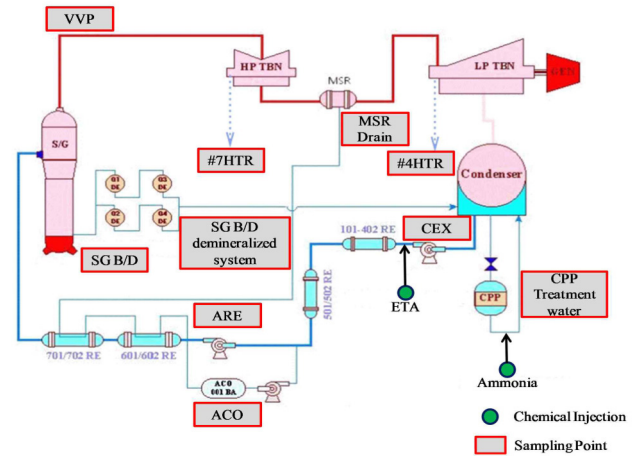 VVP
HP TBN
LP TBN
MSR
MSR
Drain
S/G
#7HTR
#4HTR
Condenser
SG B/D
SG B/D
demineralized
system
101-402 RE
CEX
ETA
501/502 RE
CPP
CPP
Treatment
water
ARE
701/702 RE
601/602 RE
ACO
001 BA
ACO
Ammonia
Chemical Injection
Sampling Point